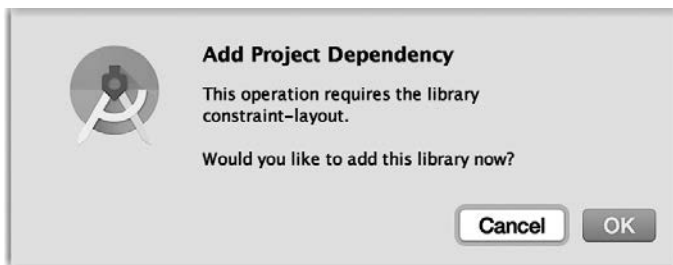 Add Project Dependency
This operation requires the library
constraint-layout.
Would you like to add this library now?
Cancel
OK